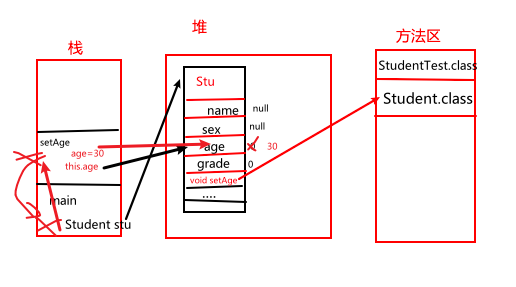 栈
堆
方法区
StudentTest.class
Student.class
Stu
name
null
sex
null
age
0
30
grade
0
void setAge
....
setAge
age=30
this.age
main
Student stu